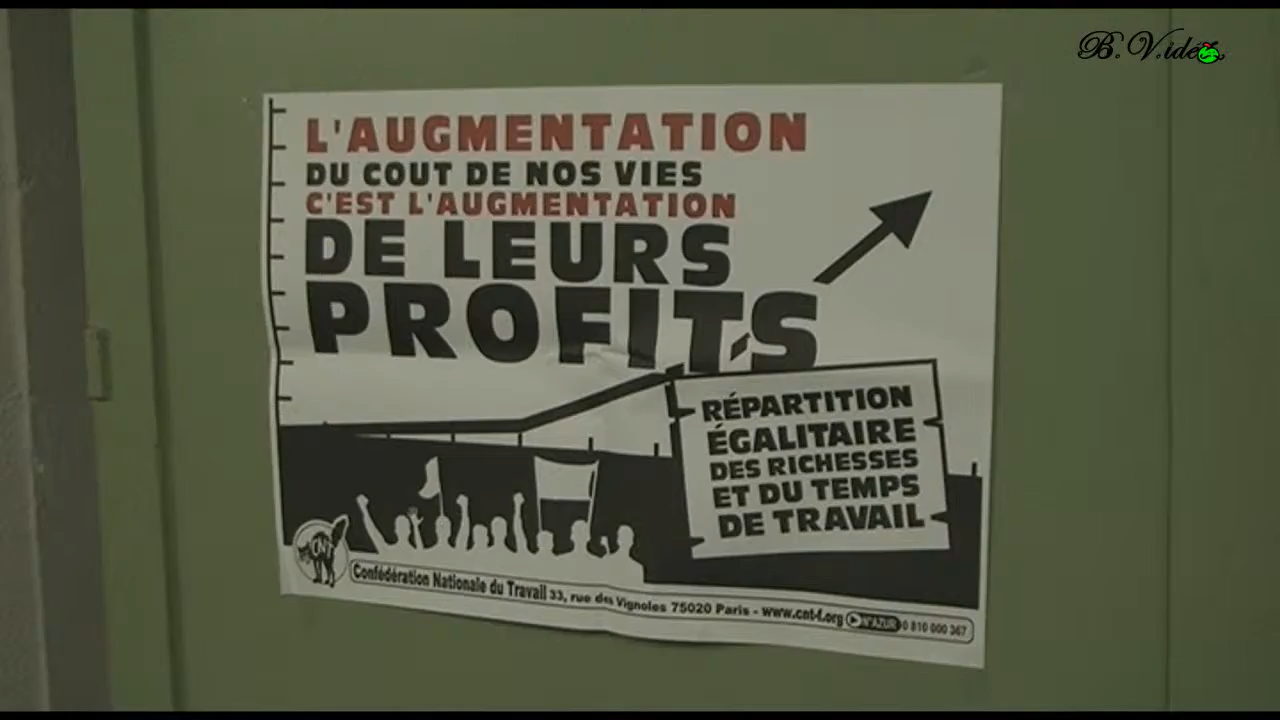 B.V.idéo
L'AUGMENTATION
DU COUT DE NOS VIES
C'EST L'AUGMENTATION
DE LEURS
PROFITS
RÉPARTITION
ÉGALITAIRE
DES RICHESSES
ET DU TEMPS
DE TRAVAIL
CNT
Confédération Nationale du Travail 33, rue des Vignoles 75020 Paris - www.cnt-f.org N°AZUR 0 810 000 367